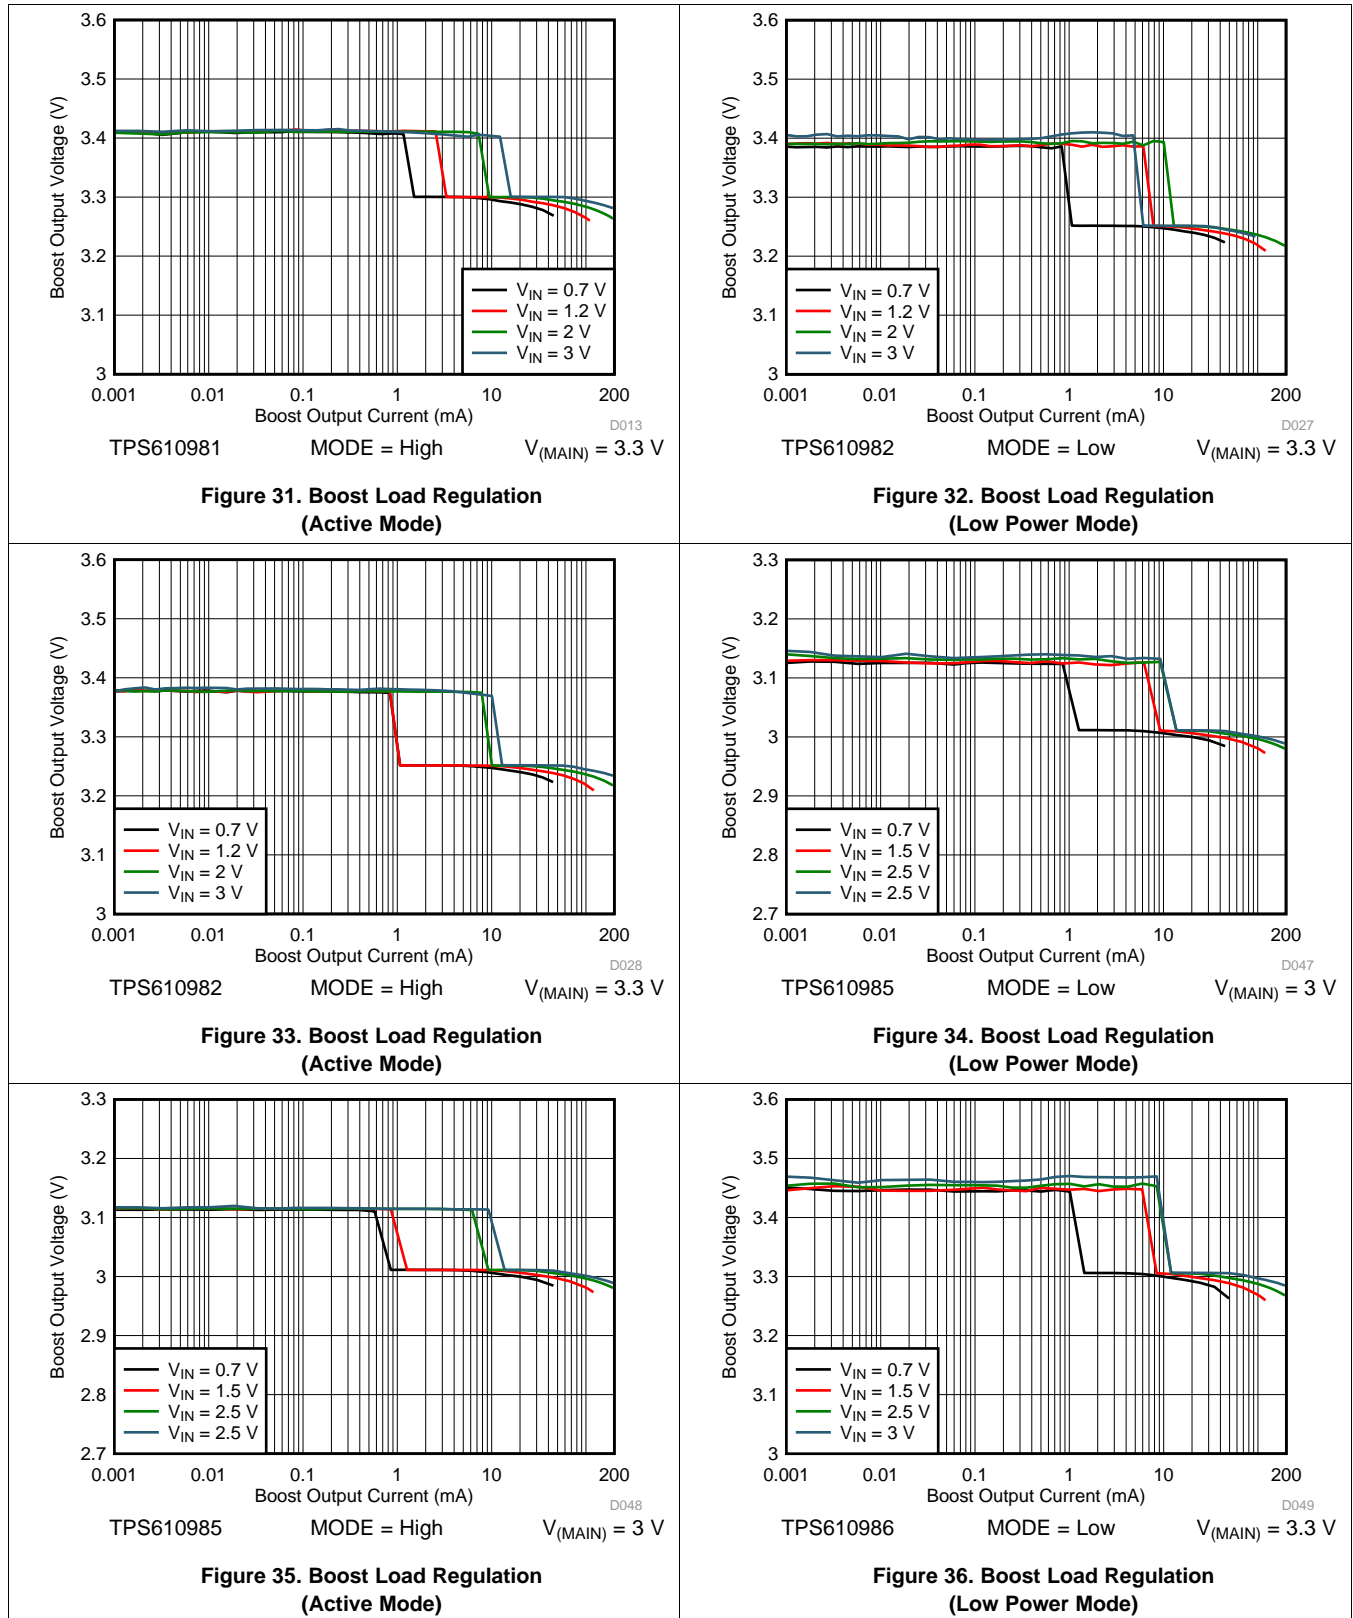 3.6
3.5
3.4
3.3
3.2
3.1
3
Boost Output Voltage (V)
VIN = 0.7 V
VIN = 1.2 V
VIN = 2 V
VIN = 3 V
0.001 0.01 0.1 1 10 200
Boost Output Current (mA)
D013
TPS610981 MODE = High V(MAIN) = 3.3 V
Figure 31. Boost Load Regulation
(Active Mode)
3.6
3.5
3.4
3.3
3.2
3.1
3
Boost Output Voltage (V)
VIN = 0.7 V
VIN = 1.2 V
VIN = 2 V
VIN = 3 V
0.001 0.01 0.1 1 10 200
Boost Output Current (mA)
D027
TPS610982 MODE = Low V(MAIN) = 3.3 V
Figure 32. Boost Load Regulation
(Low Power Mode)
3.6
3.5
3.4
3.3
3.2
3.1
3
Boost Output Voltage (V)
VIN = 0.7 V
VIN = 1.2 V
VIN = 2 V
VIN = 3 V
0.001 0.01 0.1 1 10 200
Boost Output Current (mA)
D028
TPS610982 MODE = High V(MAIN) = 3.3 V
Figure 33. Boost Load Regulation
(Active Mode)
3.3
3.2
3.1
3
2.9
2.8
2.7
Boost Output Voltage (V)
VIN = 0.7 V
VIN = 1.5 V
VIN = 2.5 V
VIN = 2.5 V
0.001 0.01 0.1 1 10 200
Boost Output Current (mA)
D047
TPS610985 MODE = Low V(MAIN) = 3 V
Figure 34. Boost Load Regulation
(Low Power Mode)
3.3
3.2
3.1
3
2.9
2.8
2.7
Boost Output Voltage (V)
VIN = 0.7 V
VIN = 1.5 V
VIN = 2.5 V
VIN = 2.5 V
0.001 0.01 0.1 1 10 200
Boost Output Current (mA)
D048
TPS610985 MODE = High V(MAIN) = 3 V
Figure 35. Boost Load Regulation
(Active Mode)
3.6
3.5
3.4
3.3
3.2
3.1
3
Boost Output Voltage (V)
VIN = 0.7 V
VIN = 1.5 V
VIN = 2.5 V
VIN = 3 V
0.001 0.01 0.1 1 10 200
Boost Output Current (mA)
D049
TPS610986 MODE = Low V(MAIN) = 3.3 V
Figure 36. Boost Load Regulation
(Low Power Mode)